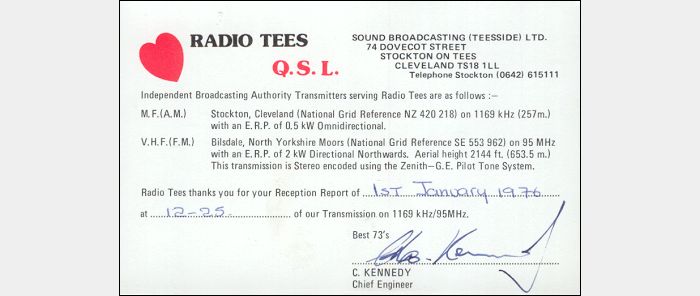 RADIO TEES
Q.S.L.
SOUND BROADCASTING (TEESSIDE) LTD.
74 DOVECOT STREET
STOCKTON ON TEES
CLEVELAND TS18 1LL
Telephone Stockton (0642) 615111
Independent Broadcasting Authority Transmitters serving Radio Tees are as follows :—
M.F.(A.M.) Stockton, Cleveland (National Grid Reference NZ 420 218) on 1169 kHz (257m.)
with an E.R.P. of 0.5 kW Omnidirectional.
V.H.F.(F.M.) Bilsdale, North Yorkshire Moors (National Grid Reference SE 553 962) on 95 MHz
with an E.R.P. of 2 kW Directional Northwards. Aerial height 2144 ft. (653.5 m.)
This transmission is Stereo encoded using the Zenith—G.E. Pilot Tone System.
Radio Tees thanks you for your Reception Report of 1ST January 1976
at 12-25 of our Transmission on 1169 kHz/95MHz.
Best 73's
Chas. Kennedy
C. KENNEDY
Chief Engineer